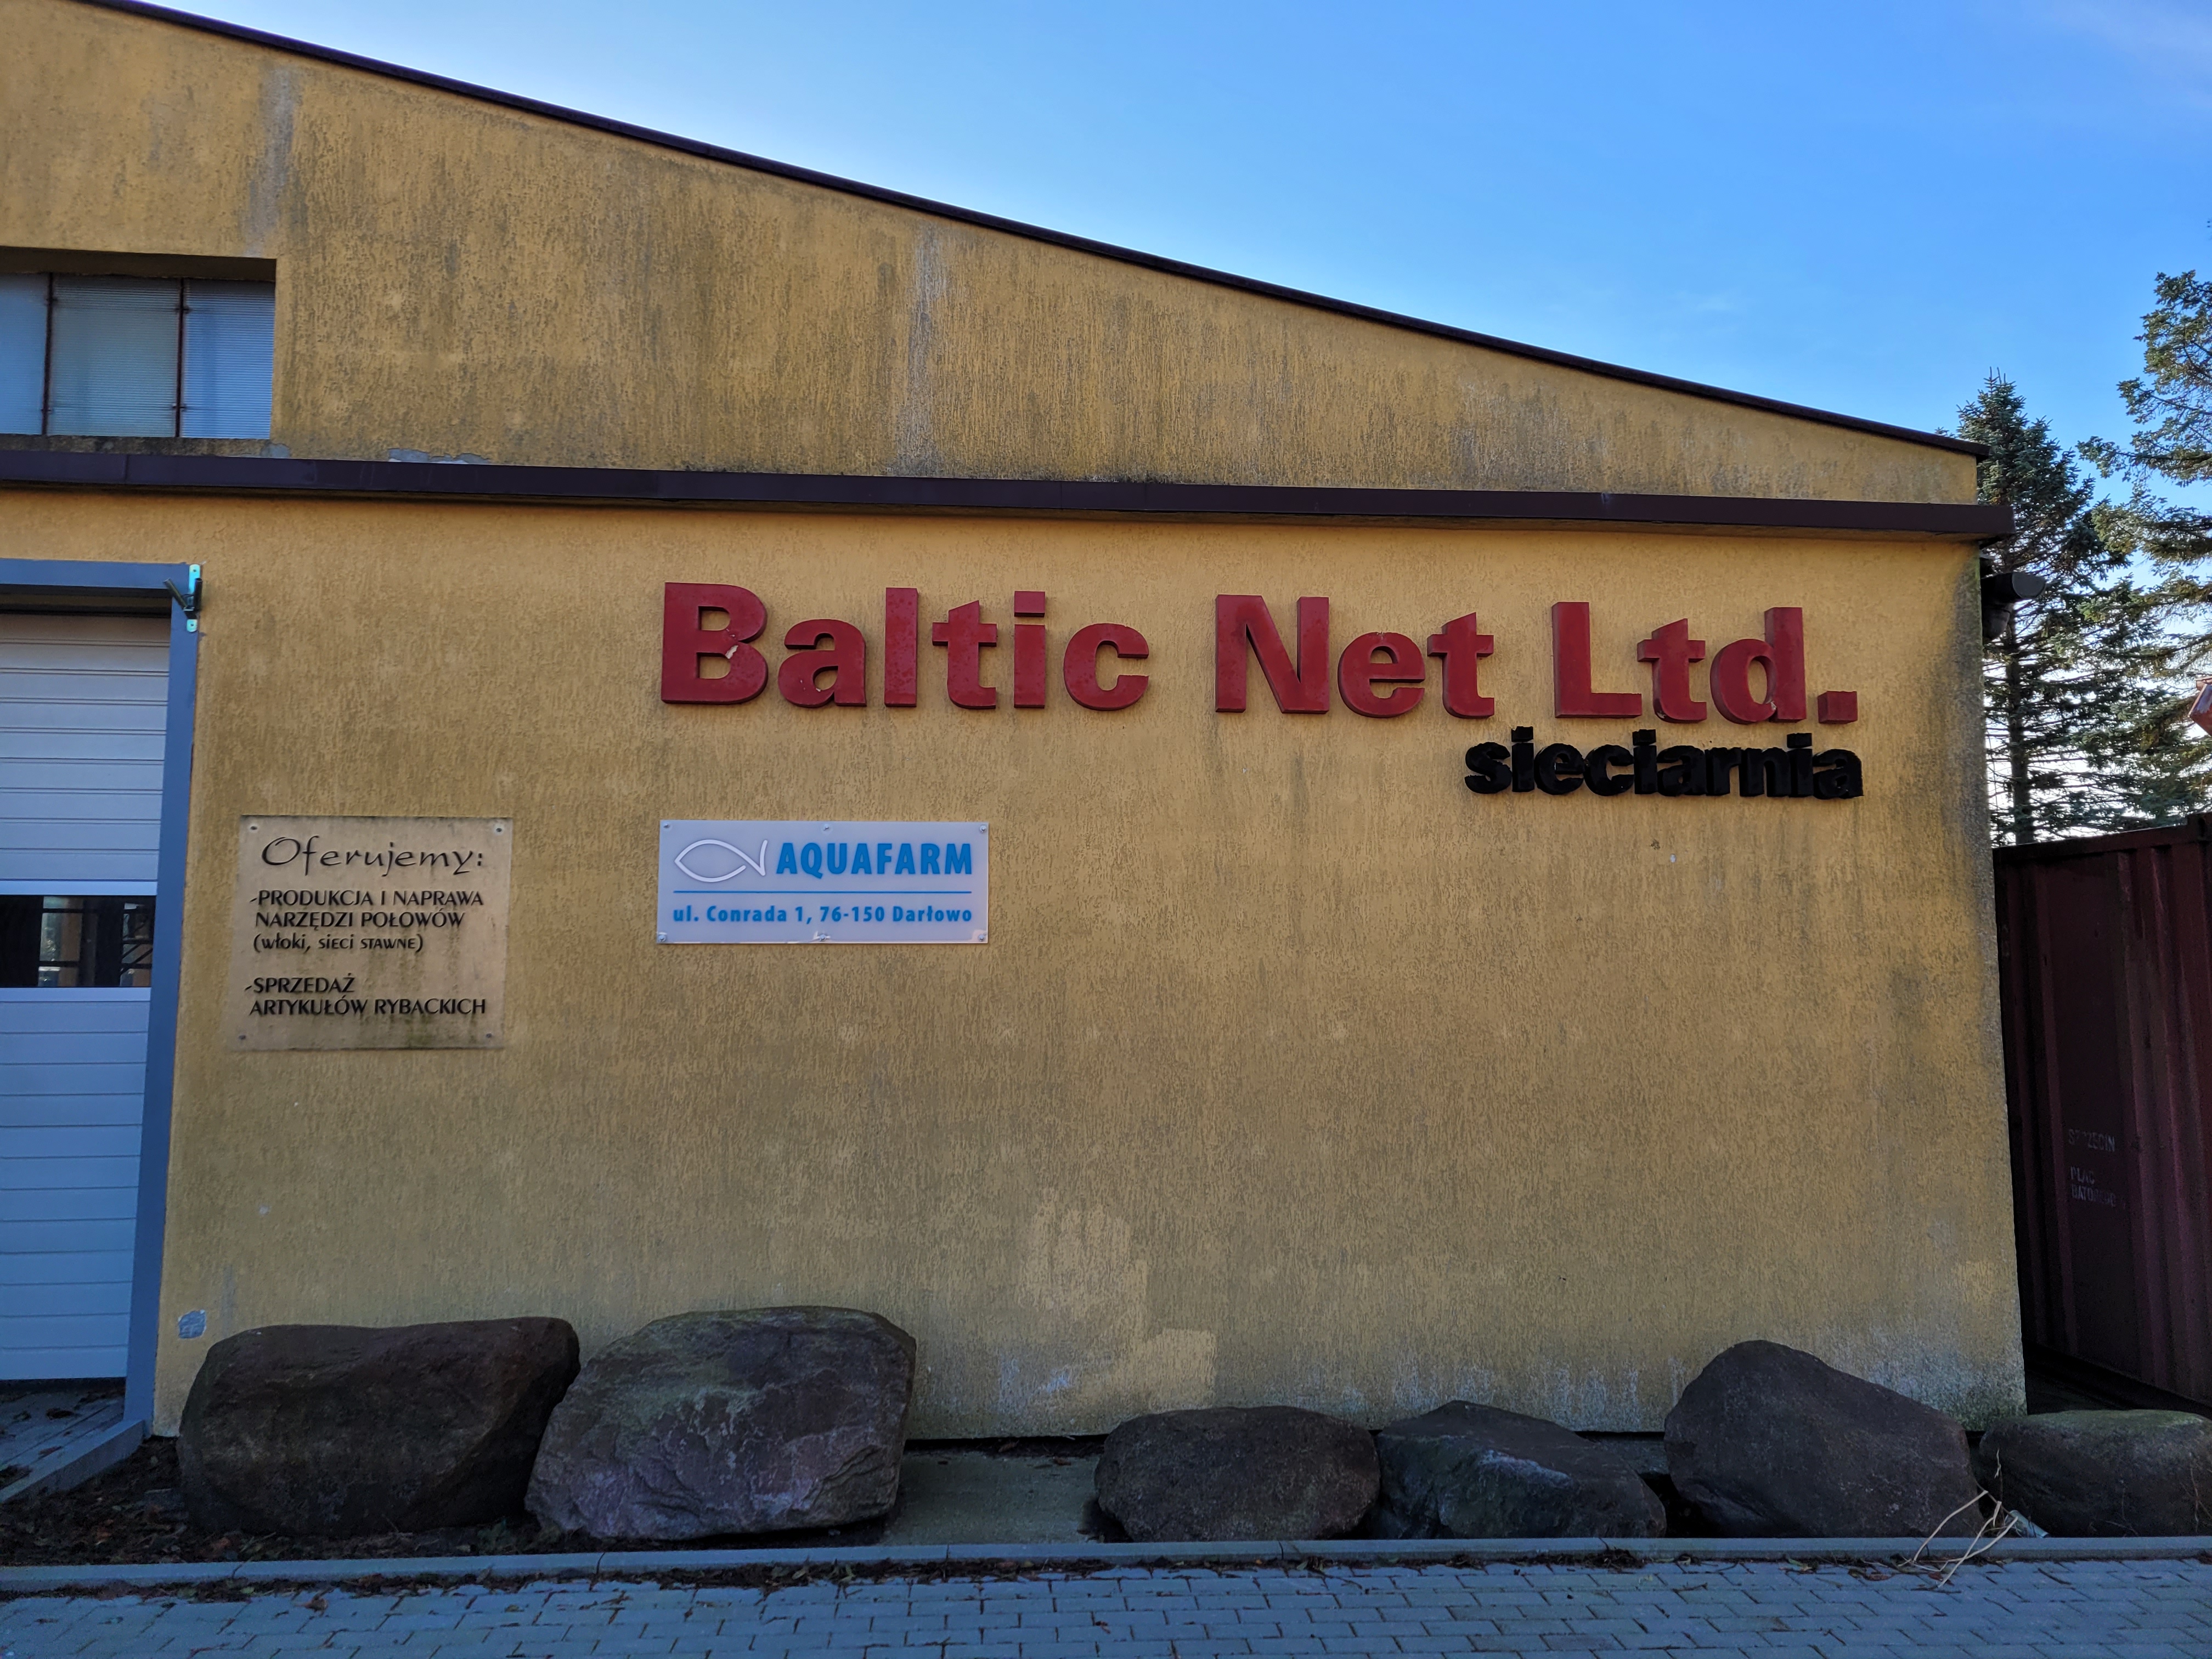 Baltic Net Ltd.
sieciarnia
Oferujemy:
-PRODUKCJA I NAPRAWA
NARZĘDZI POŁOWÓW
(włoki, sieci stawne)
-SPRZEDAŻ
ARTYKUŁÓW RYBACKICH
AQUAFARM
ul. Conrada 1, 76-150 Darłowo
SZCZECIN